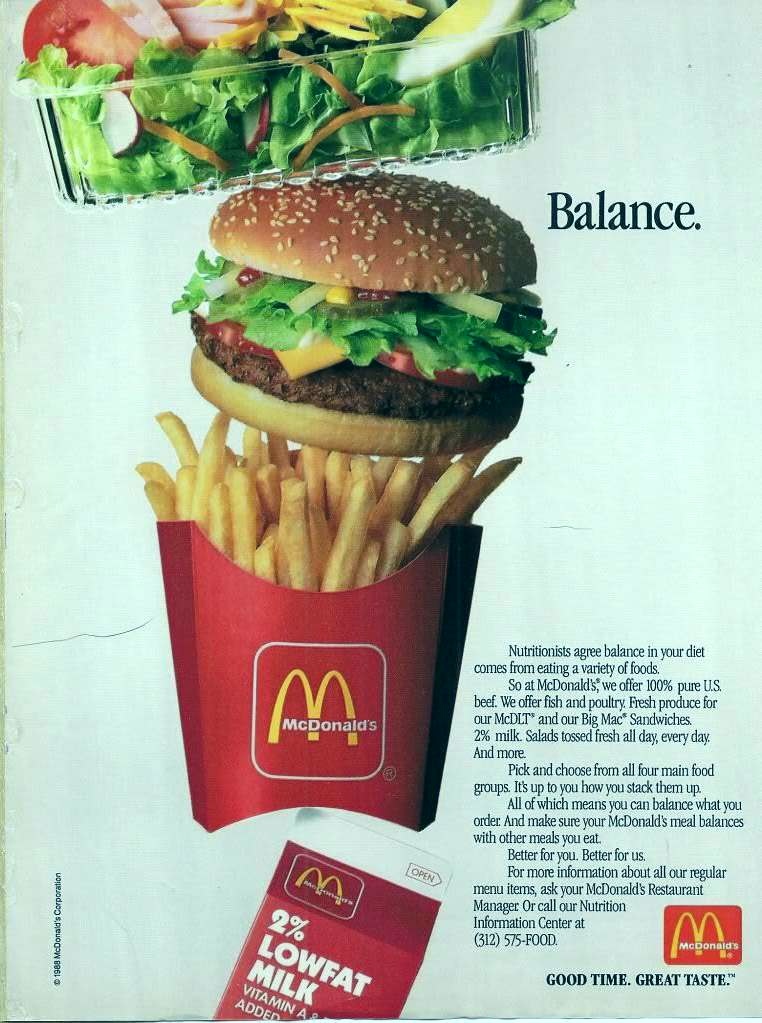 Balance.
McDonald's
®
Nutritionists agree balance in your diet
comes from eating a variety of foods.
So at McDonald's,® we offer 100% pure U.S.
beef. We offer fish and poultry. Fresh produce for
our McDLT® and our Big Mac® Sandwiches.
2% milk. Salads tossed fresh all day, every day.
And more.
Pick and choose from all four main food
groups. It's up to you how you stack them up.
All of which means you can balance what you
order. And make sure your McDonald's meal balances
with other meals you eat.
Better for you. Better for us.
For more information about all our regular
menu items, ask your McDonald's Restaurant
Manager. Or call our Nutrition
Information Center at
(312) 575-FOOD.
OPEN
McDonald's
2%
LOWFAT
MILK
VITAMIN A &
ADDED
McDonald's
®
GOOD TIME. GREAT TASTE.™
© 1988 McDonald's Corporation